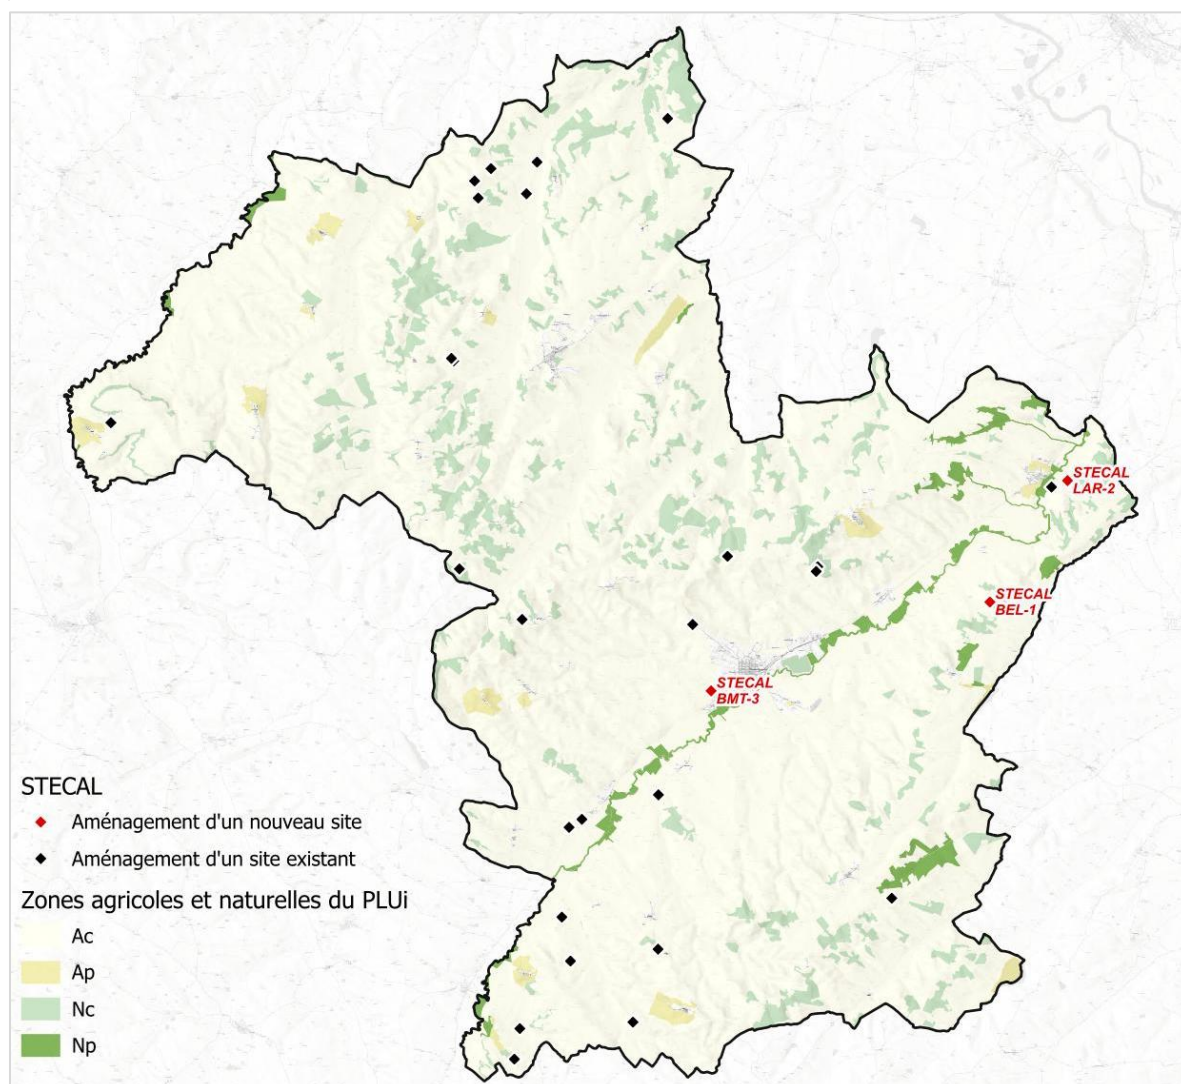 STECAL
LAR-2
STECAL
BEL-1
STECAL
BMT-3
STECAL
Aménagement d'un nouveau site
Aménagement d'un site existant
Zones agricoles et naturelles du PLUi
Ac
Ap
Nc
Np